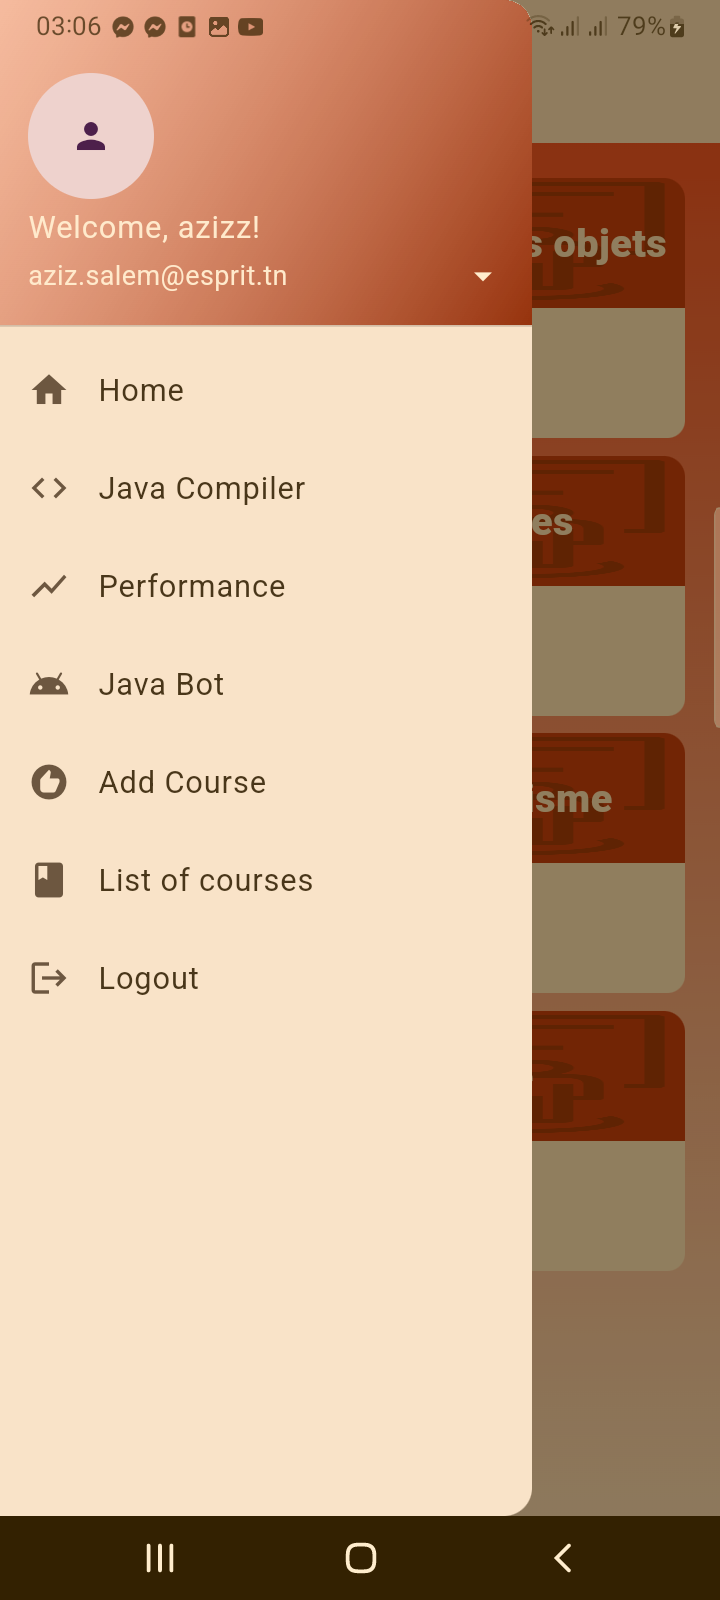 03:06 79%
Welcome, azizz!
aziz.salem@esprit.tn
s objets
Home
Java Compiler
es
Performance
Java Bot
Add Course
isme
List of courses
Logout